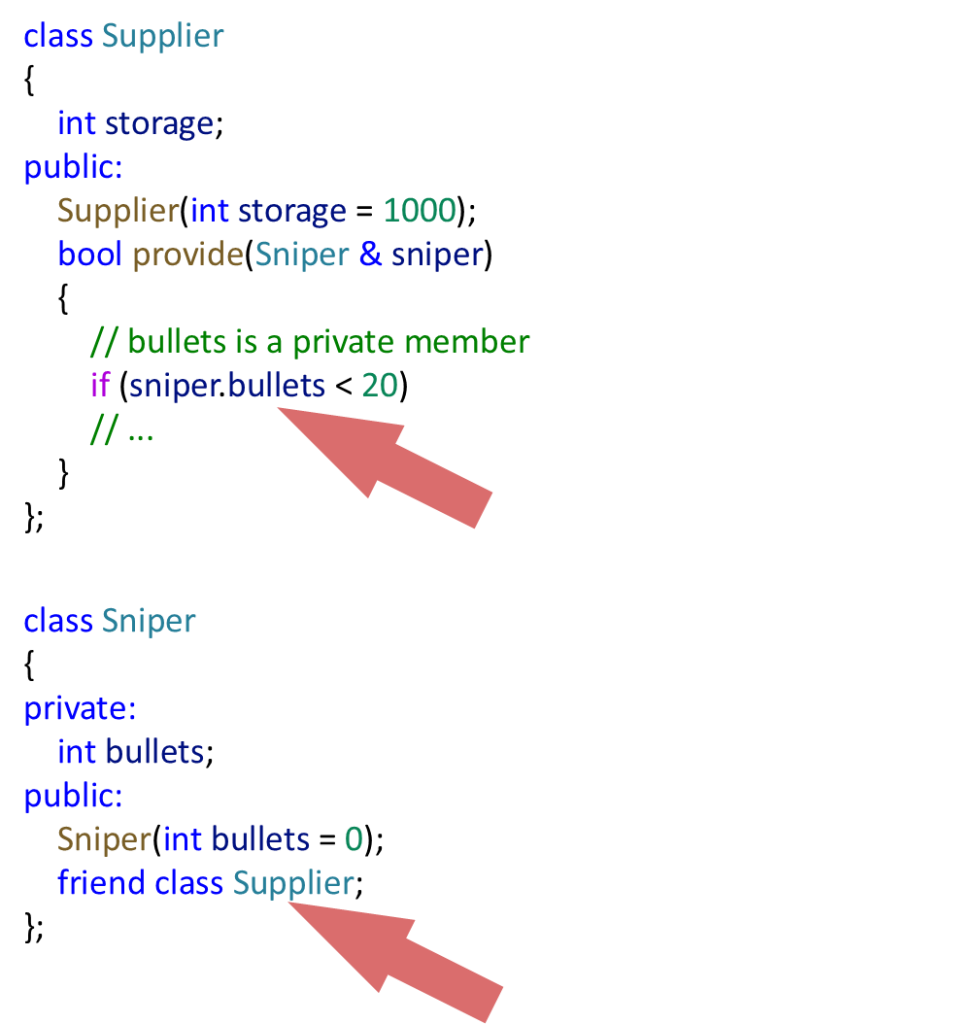 class Supplier
{
    int storage;
public:
    Supplier(int storage = 1000);
    bool provide(Sniper & sniper)
    {
        // bullets is a private member
        if (sniper.bullets < 20)
        // ...
    }
};
class Sniper
{
private:
    int bullets;
public:
    Sniper(int bullets = 0);
    friend class Supplier;
};